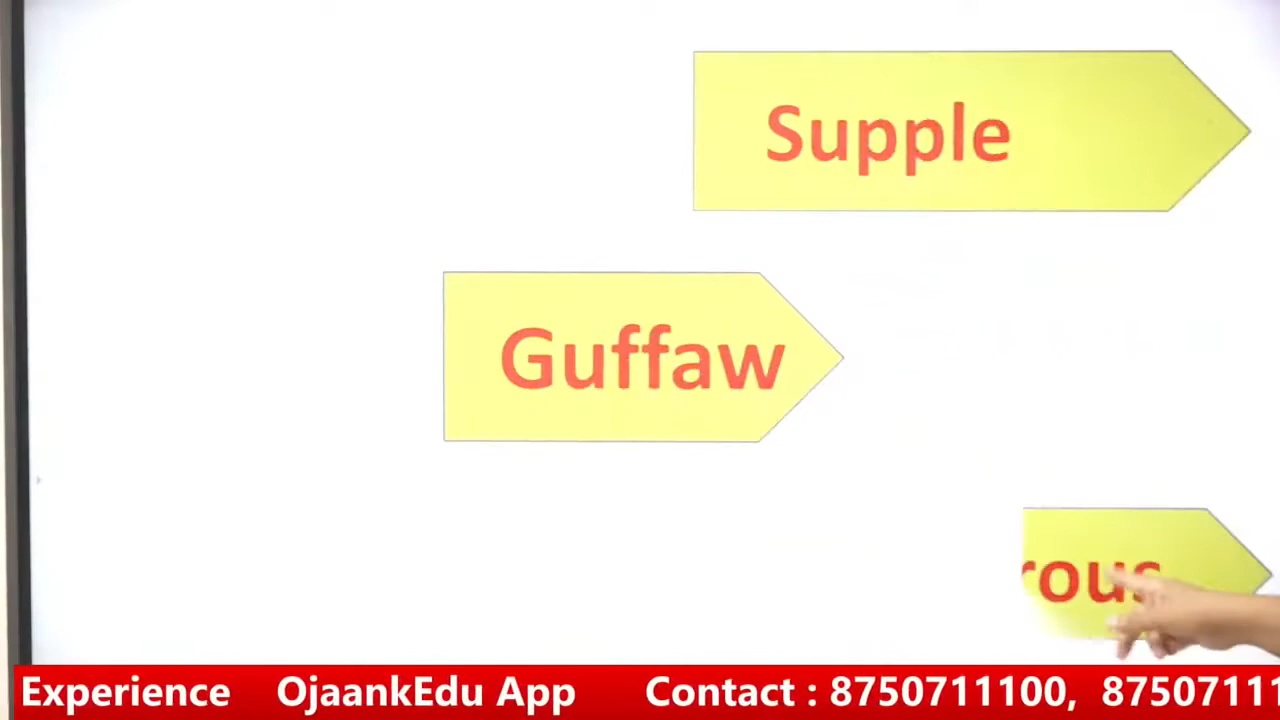 Supple
Guffaw
rous
Experience OjaankEdu App Contact : 8750711100, 87507111